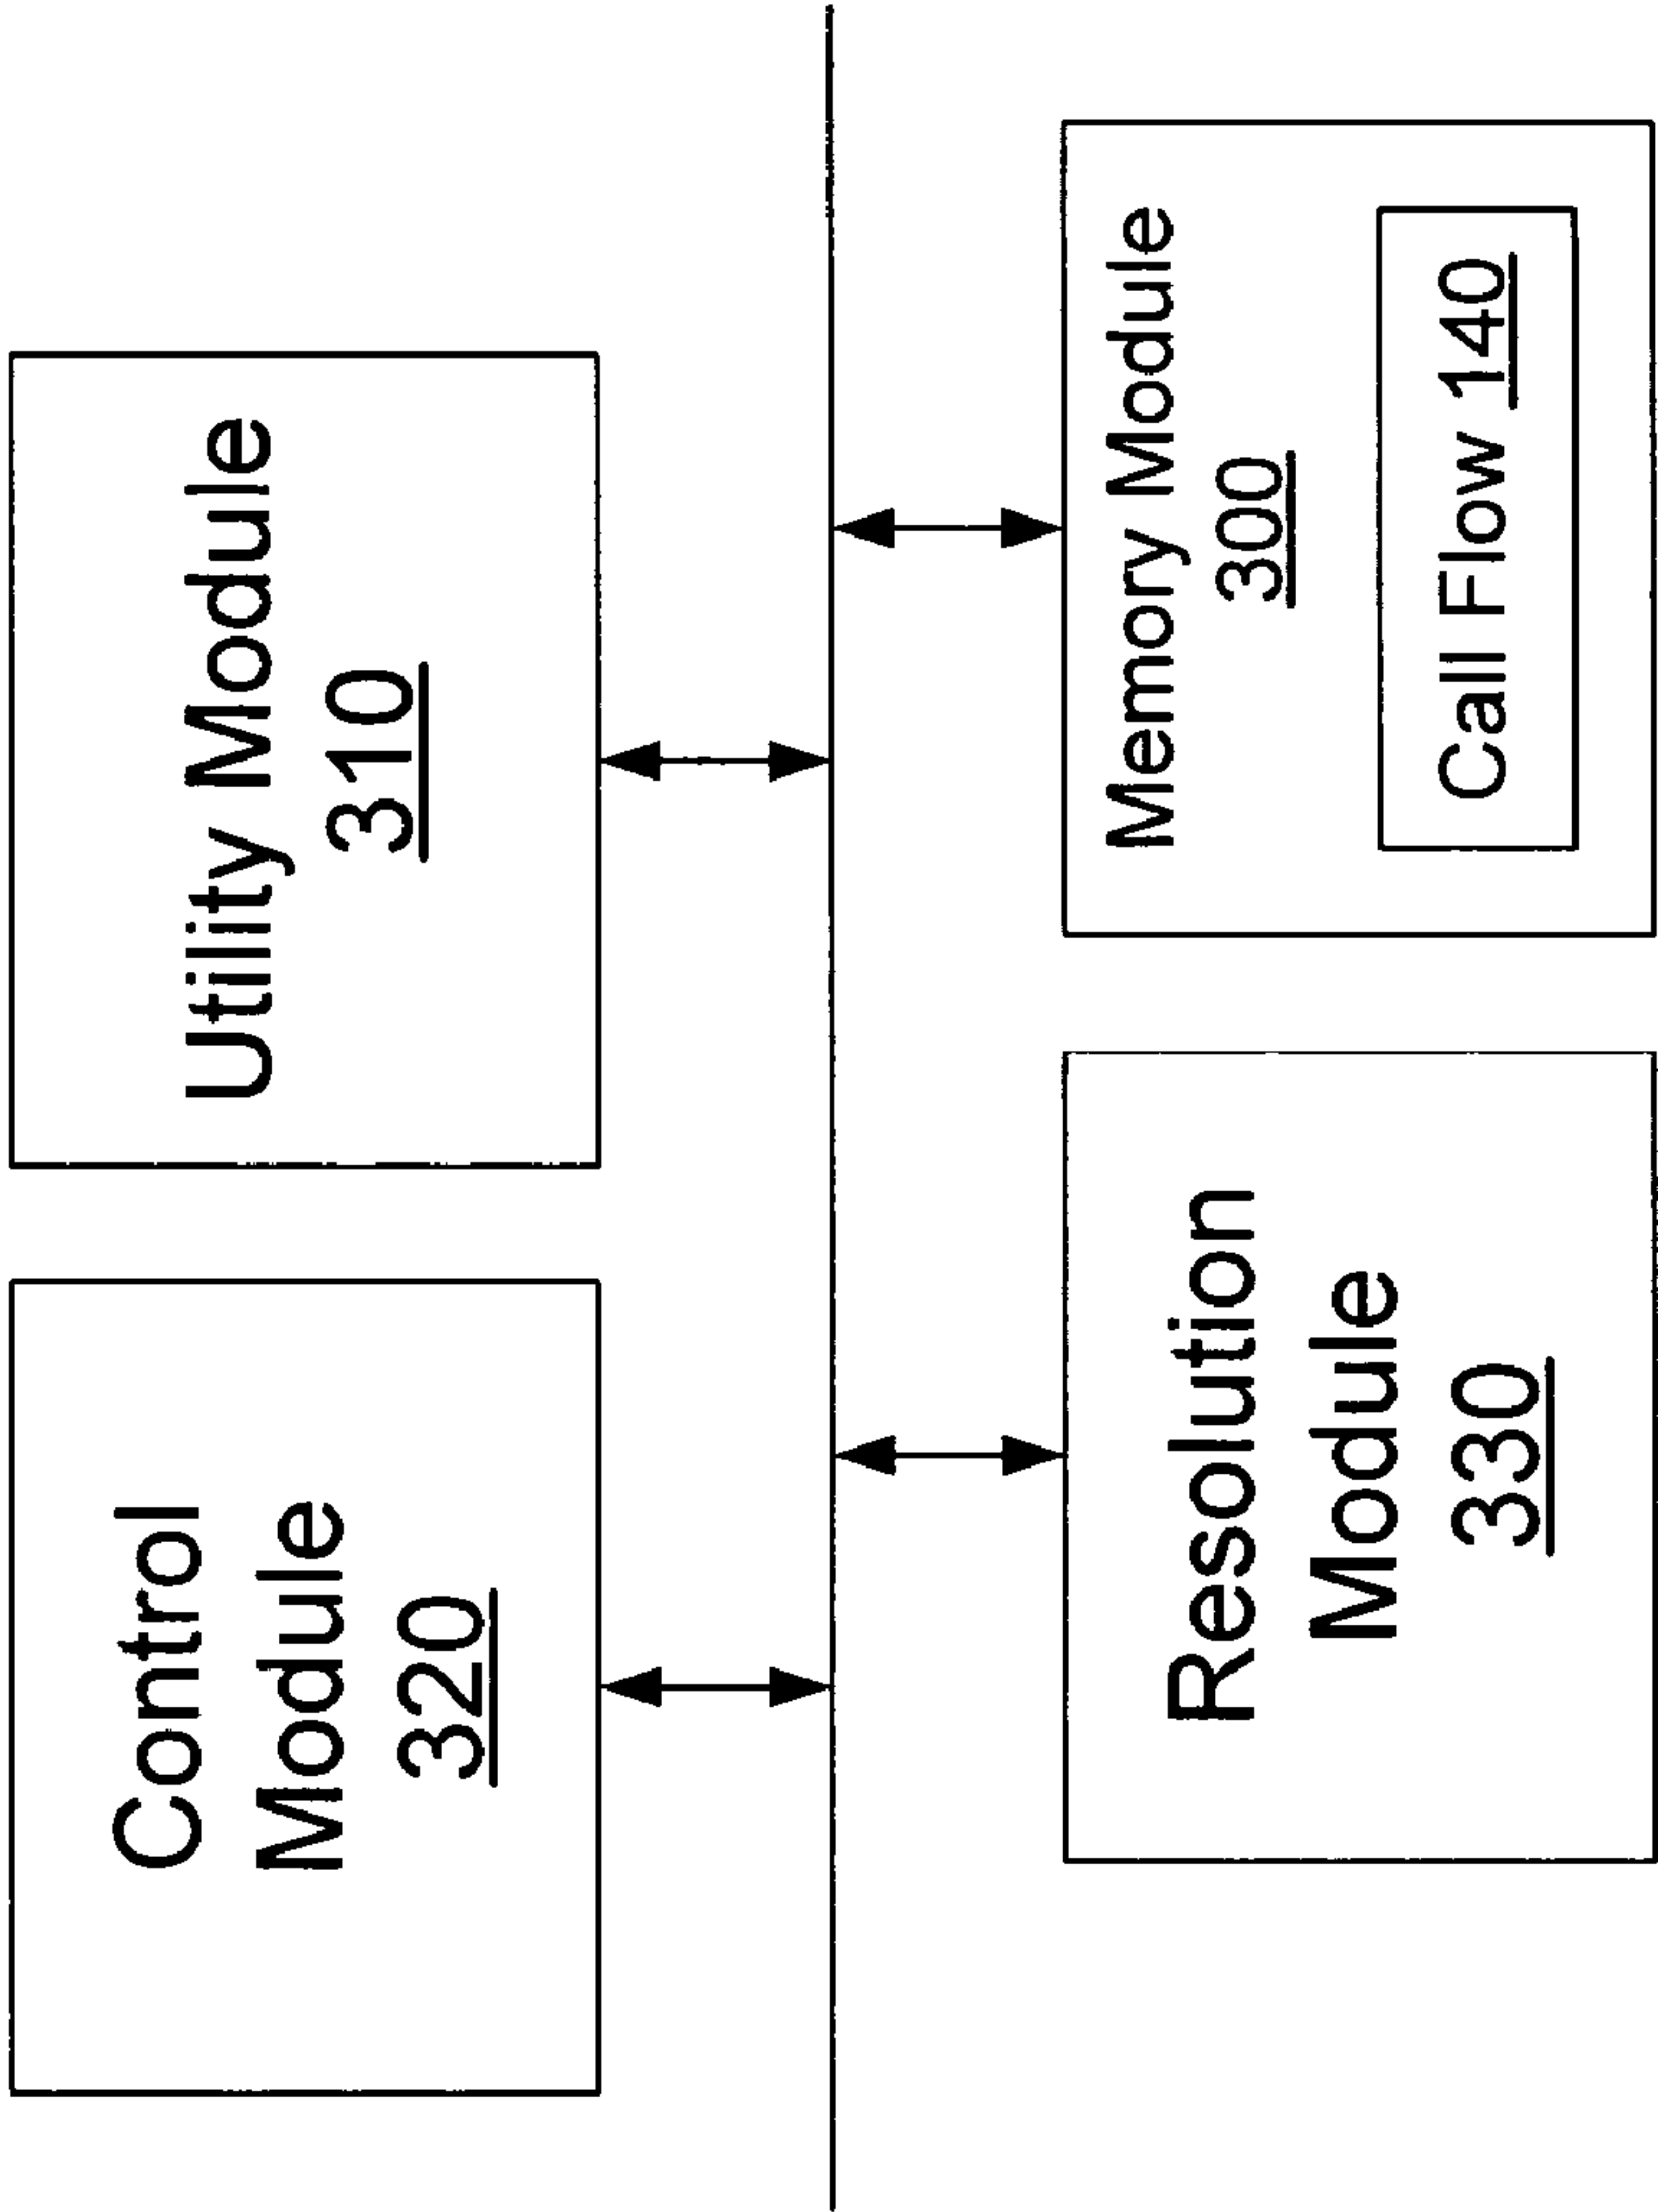 Control
Module
320
Utility Module
310
Resolution
Module
330
Memory Module
300
Call Flow 140